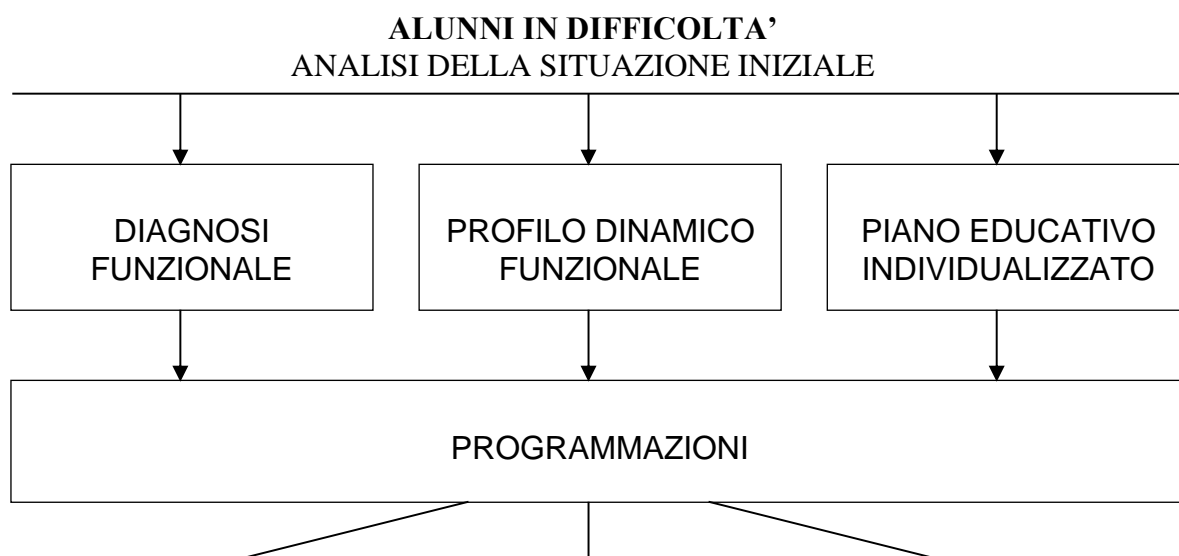 ALUNNI IN DIFFICOLTA’
ANALISI DELLA SITUAZIONE INIZIALE
DIAGNOSI
FUNZIONALE
PROFILO DINAMICO
FUNZIONALE
PIANO EDUCATIVO
INDIVIDUALIZZATO
PROGRAMMAZIONI